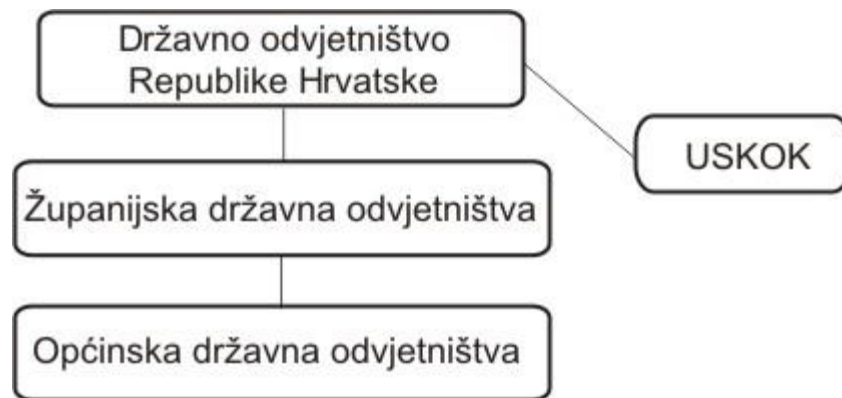 Državno odvjetništvo
Republike Hrvatske
USKOK
Županijska državna odvjetništva
Općinska državna odvjetništva